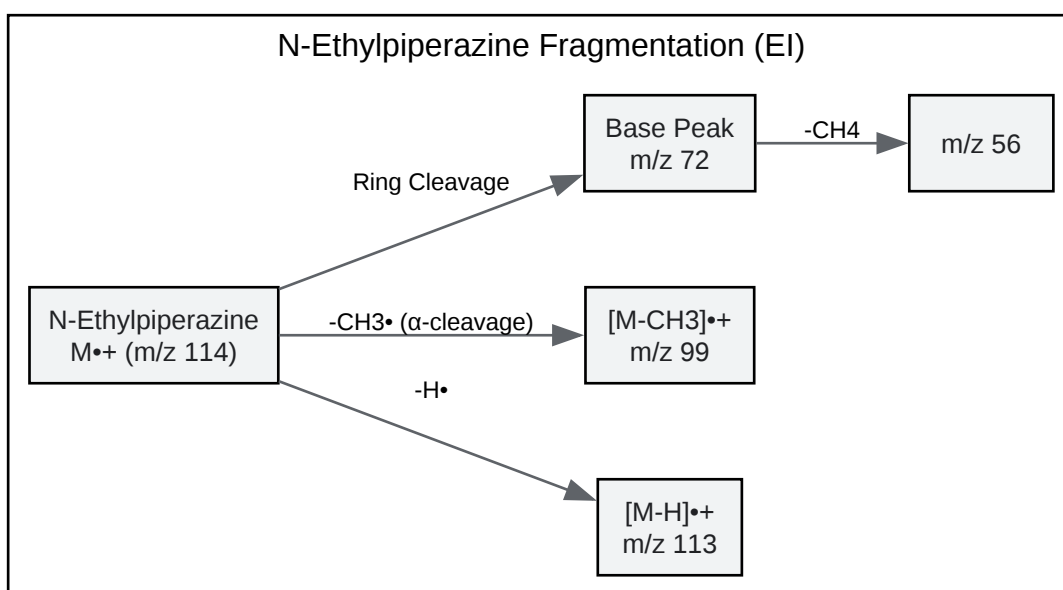 N-Ethylpiperazine Fragmentation (EI)
Base Peak
m/z 72
-CH4
m/z 56
Ring Cleavage
N-Ethylpiperazine
M•+ (m/z 114)
-CH3• (α-cleavage)
[M-CH3]•+
m/z 99
-H•
[M-H]•+
m/z 113